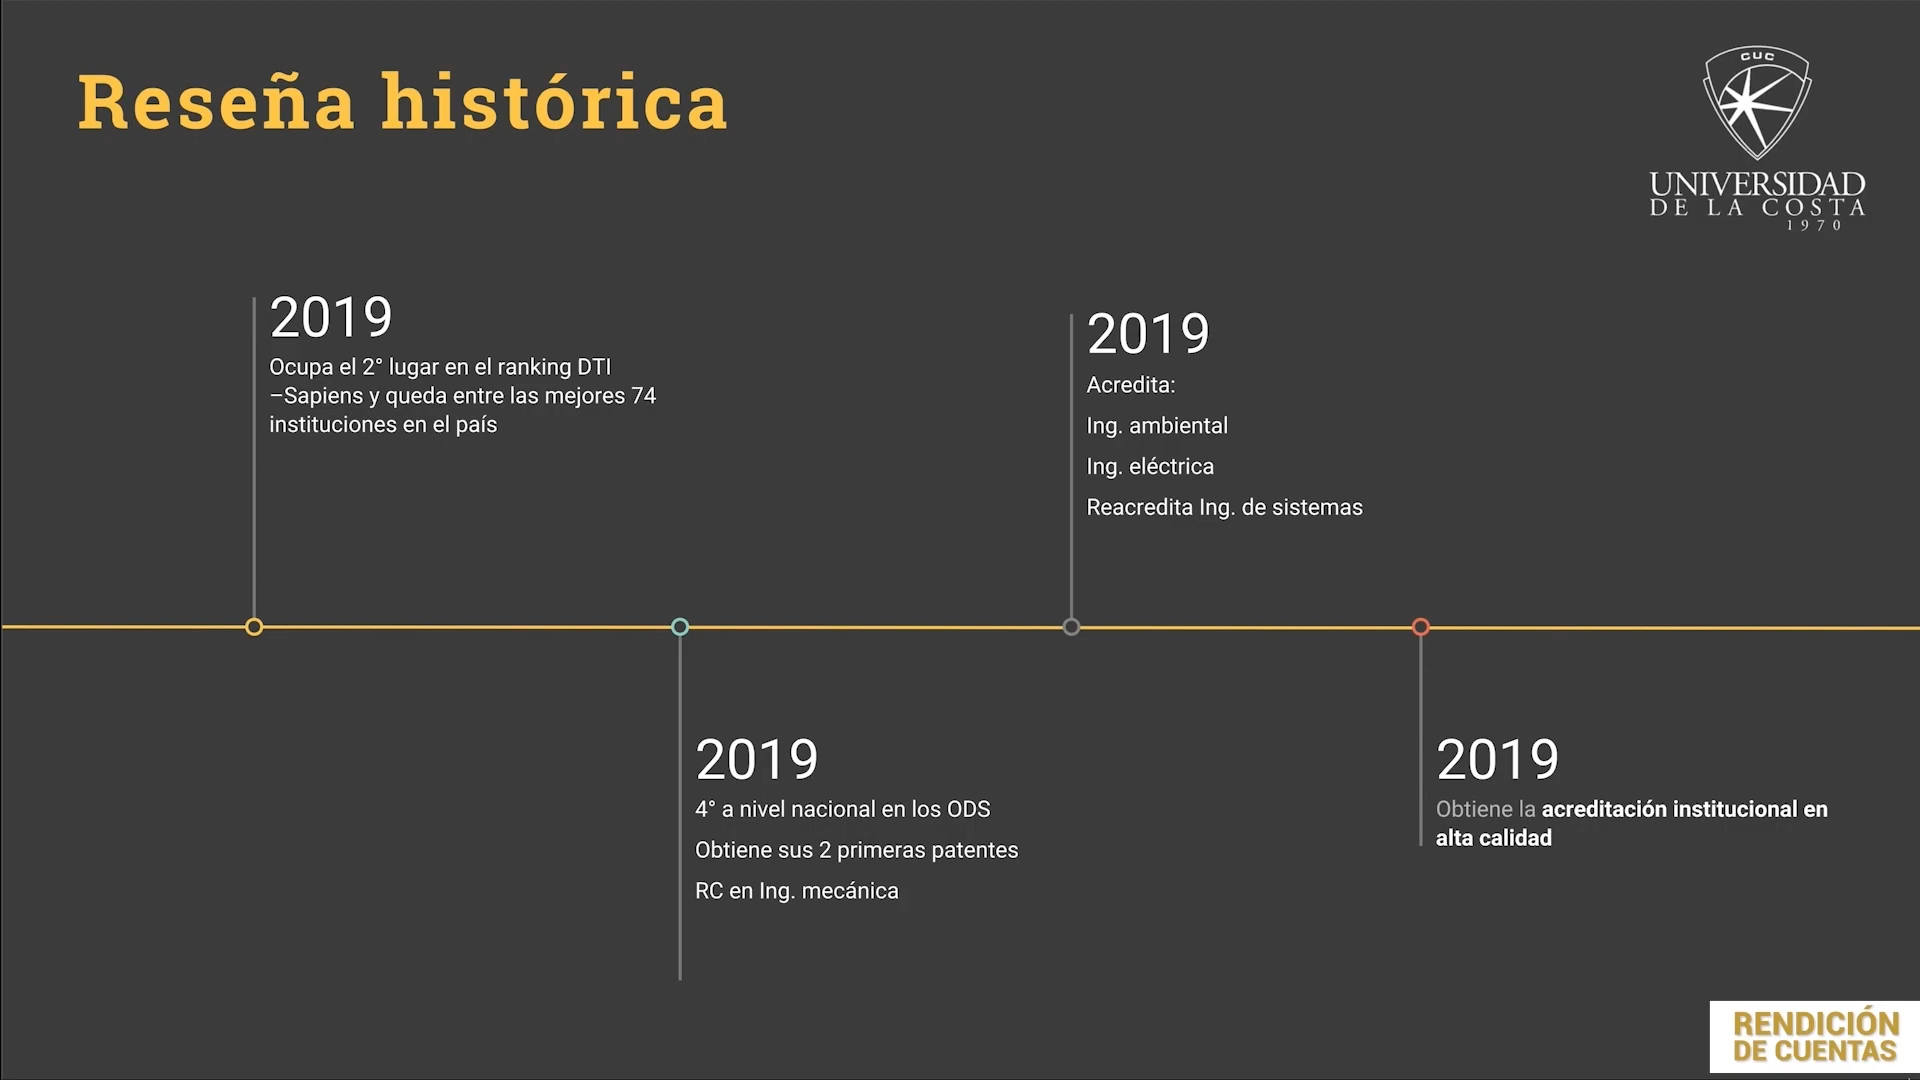 Reseña histórica
CUC
UNIVERSIDAD
DE LA COSTA
1970
2019
Ocupa el 2° lugar en el ranking DTI
–Sapiens y queda entre las mejores 74
instituciones en el país
2019
Acredita:
Ing. ambiental
Ing. eléctrica
Reacredita Ing. de sistemas
2019
4° a nivel nacional en los ODS
Obtiene sus 2 primeras patentes
RC en Ing. mecánica
2019
Obtiene la acreditación institucional en
alta calidad
RENDICIÓN
DE CUENTAS